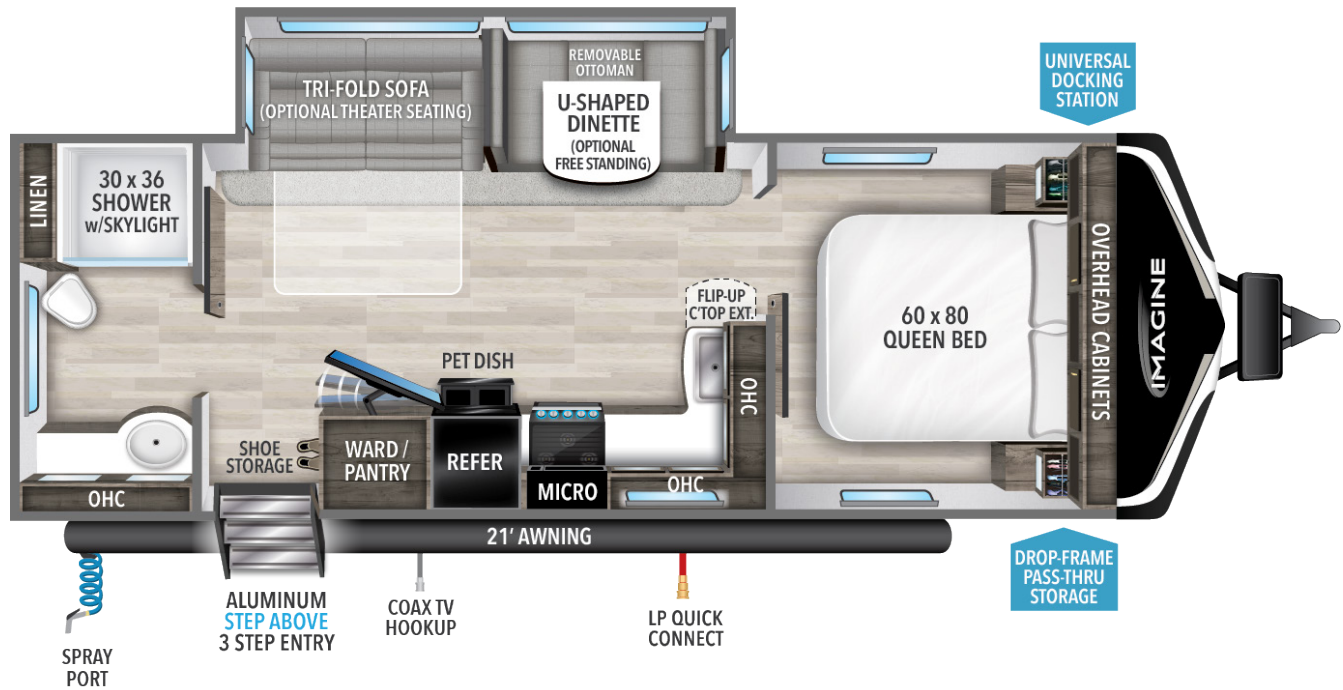 UNIVERSAL
DOCKING
STATION
REMOVABLE
OTTOMAN
TRI-FOLD SOFA
(OPTIONAL THEATER SEATING)
U-SHAPED
DINETTE
(OPTIONAL
FREE STANDING)
LINEN
30 x 36
SHOWER
w/SKYLIGHT
OVERHEAD CABINETS
IMAGINE
FLIP-UP
C'TOP EXT.
60 x 80
QUEEN BED
PET DISH
OHC
SHOE
STORAGE
WARD /
PANTRY
REFER
MICRO
OHC
OHC
21' AWNING
DROP-FRAME
PASS-THRU
STORAGE
ALUMINUM
STEP ABOVE
3 STEP ENTRY
COAX TV
HOOKUP
LP QUICK
CONNECT
SPRAY
PORT